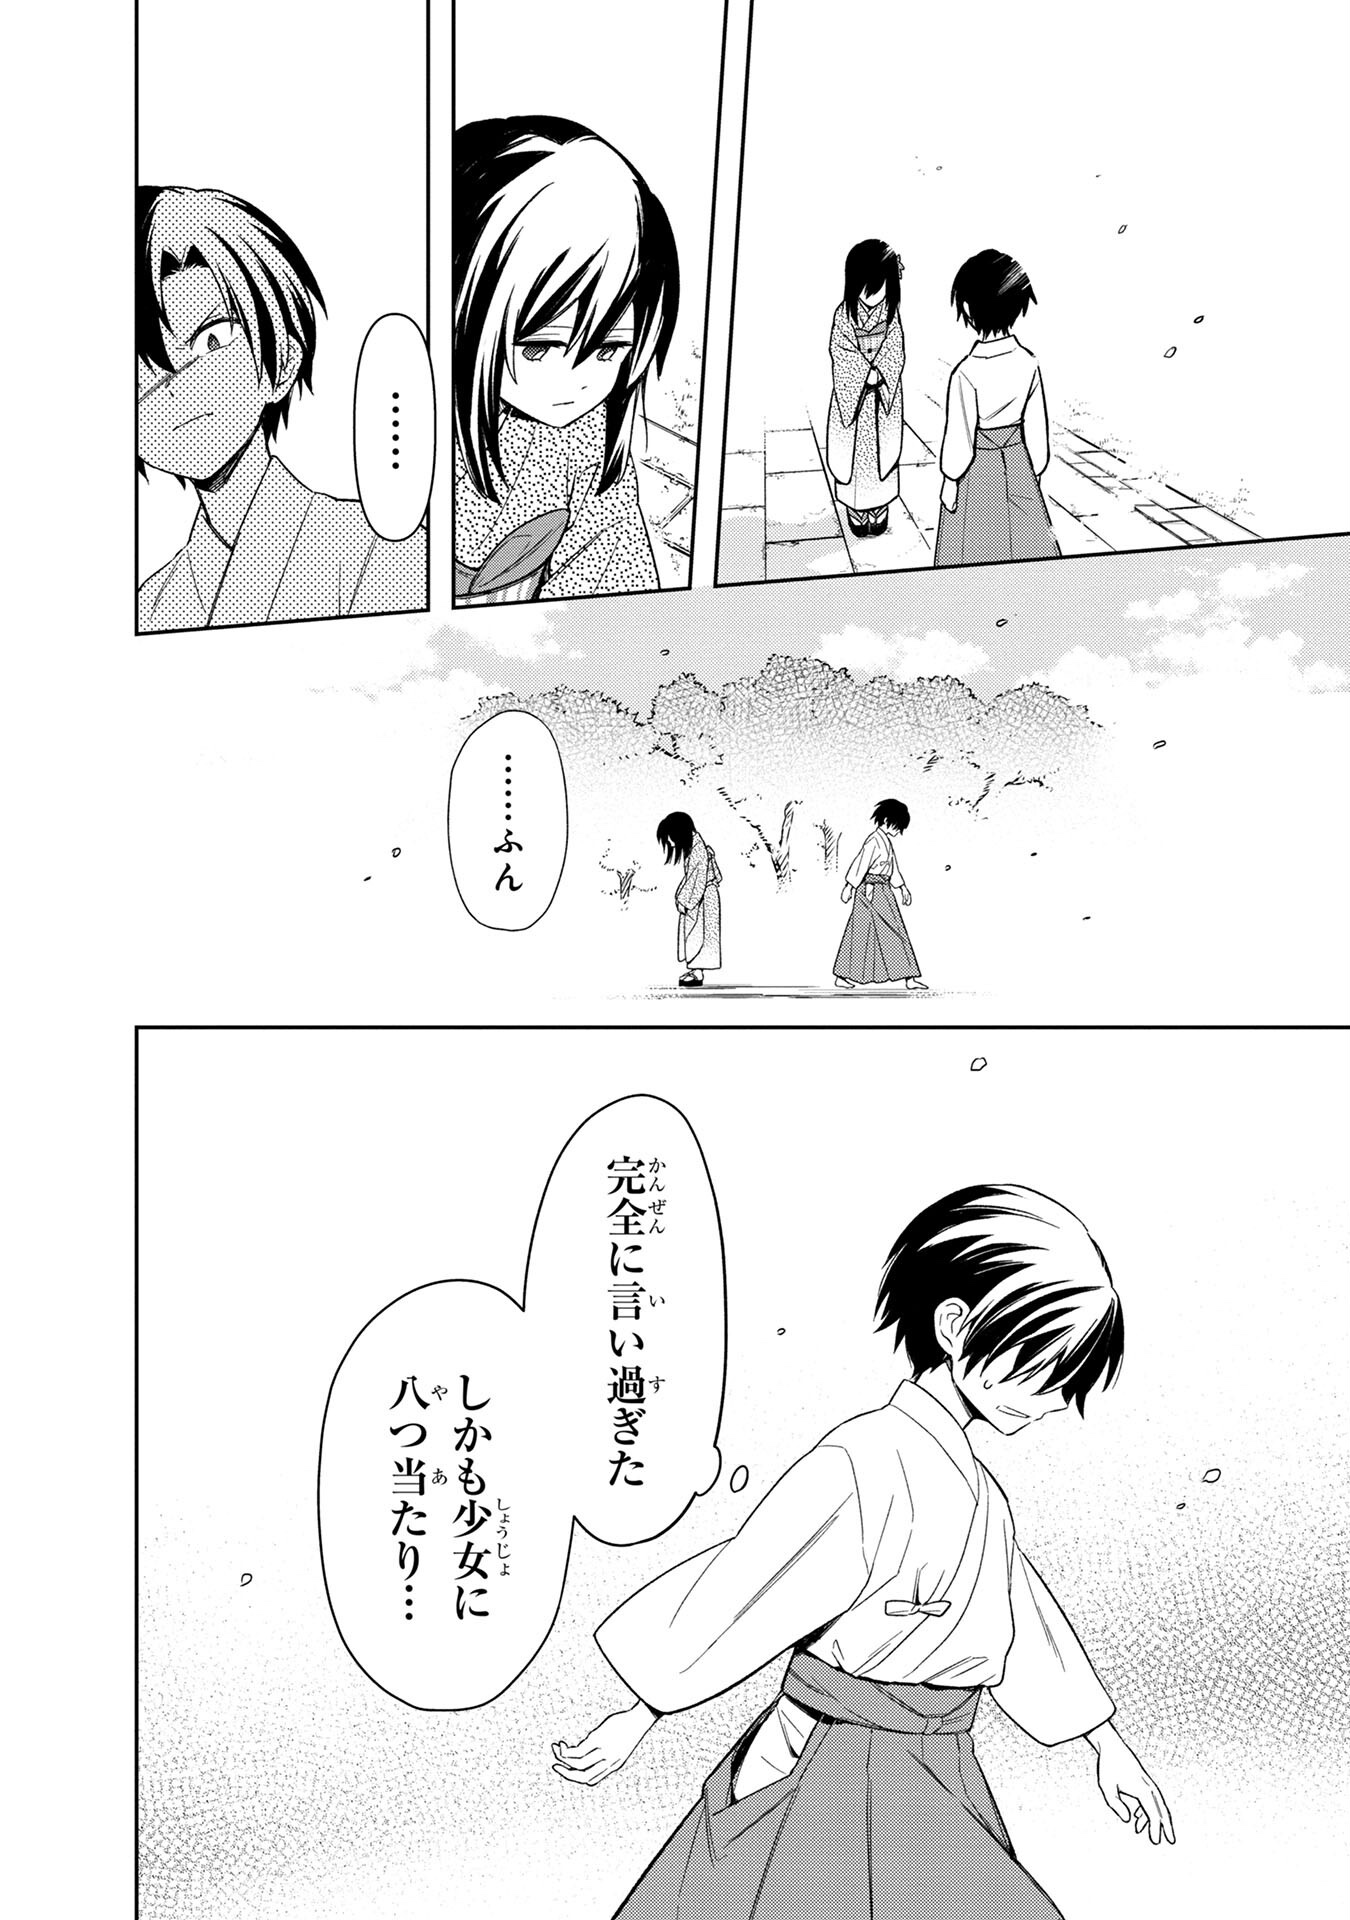 ……
……ふん
完全に言い過ぎた
しかも少女に
八つ当たり…